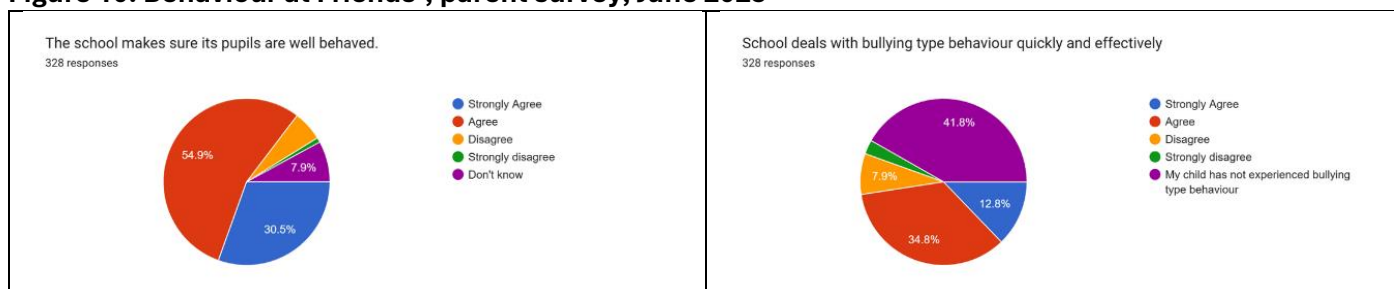 The school makes sure its pupils are well behaved.
328 responses
Strongly Agree
Agree
Disagree
Strongly disagree
Don't know
54.9%
7.9%
30.5%
School deals with bullying type behaviour quickly and effectively
328 responses
Strongly Agree
Agree
Disagree
Strongly disagree
My child has not experienced bullying
type behaviour
41.8%
7.9%
12.8%
34.8%